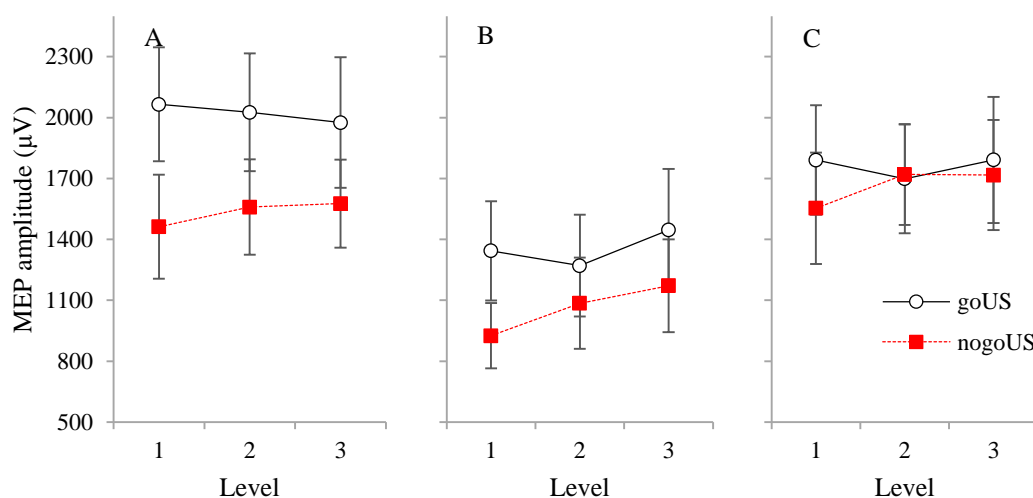 A
B
C
MEP amplitude (µV)
2300
2000
1700
1400
1100
800
500
1 2 3
1 2 3
1 2 3
Level
Level
Level
goUS
nogoUS